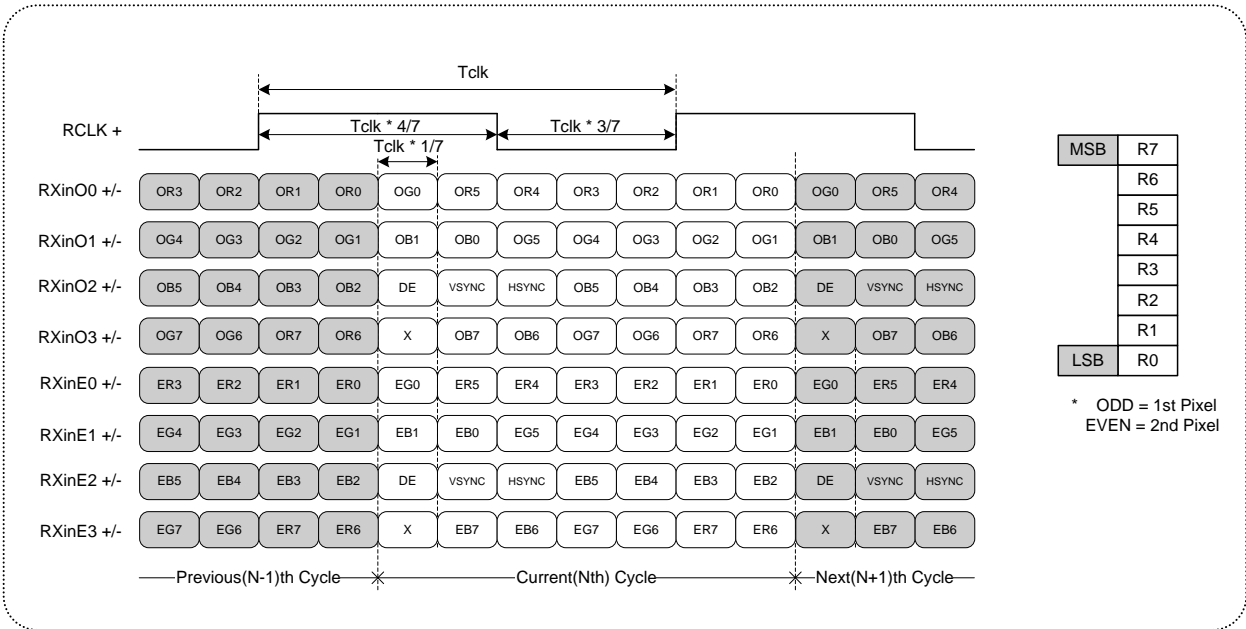 Tclk
RCLK +
Tclk * 4/7
Tclk * 3/7
Tclk * 1/7
RXinO0 +/- OR3 OR2 OR1 OR0 OG0 OR5 OR4 OR3 OR2 OR1 OR0 OG0 OR5 OR4
RXinO1 +/- OG4 OG3 OG2 OG1 OB1 OB0 OG5 OG4 OG3 OG2 OG1 OB1 OB0 OG5
RXinO2 +/- OB5 OB4 OB3 OB2 DE VSYNC HSYNC OB5 OB4 OB3 OB2 DE VSYNC HSYNC
RXinO3 +/- OG7 OG6 OR7 OR6 X OB7 OB6 OG7 OG6 OR7 OR6 X OB7 OB6
RXinE0 +/- ER3 ER2 ER1 ER0 EG0 ER5 ER4 ER3 ER2 ER1 ER0 EG0 ER5 ER4
RXinE1 +/- EG4 EG3 EG2 EG1 EB1 EB0 EG5 EG4 EG3 EG2 EG1 EB1 EB0 EG5
RXinE2 +/- EB5 EB4 EB3 EB2 DE VSYNC HSYNC EB5 EB4 EB3 EB2 DE VSYNC HSYNC
RXinE3 +/- EG7 EG6 ER7 ER6 X EB7 EB6 EG7 EG6 ER7 ER6 X EB7 EB6
Previous(N-1)th Cycle Current(Nth) Cycle Next(N+1)th Cycle
MSB R7
R6
R5
R4
R3
R2
R1
LSB R0
* ODD = 1st Pixel
EVEN = 2nd Pixel